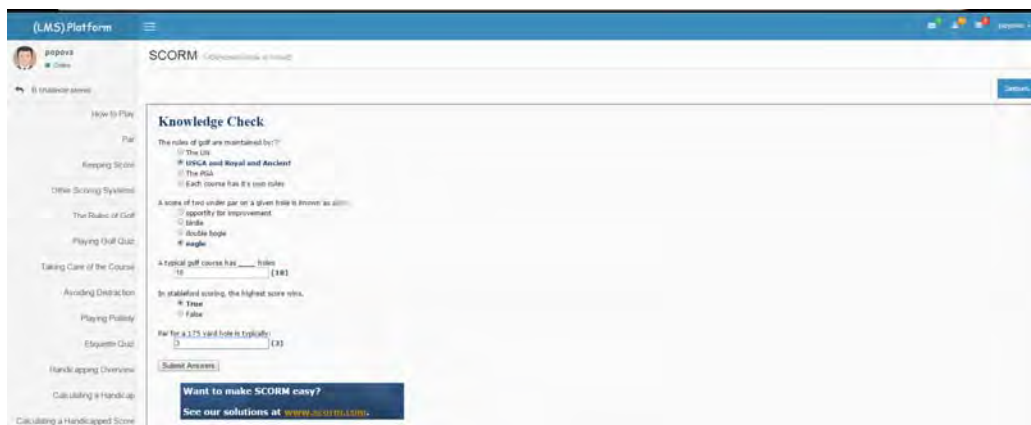 (LMS) Platform
popova
Online
SCORM
How to Play
Par
Keeping Score
Other Scoring Systems
The Rules of Golf
Playing Golf Quiz
Taking Care of the Course
Avoiding Distraction
Playing Politely
Etiquette Quiz
Handicapping Overview
Calculating a Handicap
Calculating a Handicapped Score
Knowledge Check
The rules of golf are maintained by:?
The UN
USGA and Royal and Ancient
The PGA
Each course has it's own rules
A score of two under par on a given hole is known as
opportity for improvement
birdie
double bogie
eagle
A typical golf course has ____ holes
18 (18)
In stableford scoring, the highest score wins.
True
False
Par for a 175 yard hole is typically:
3 (3)
Submit Answers
Want to make SCORM easy?
See our solutions at www.scorm.com.